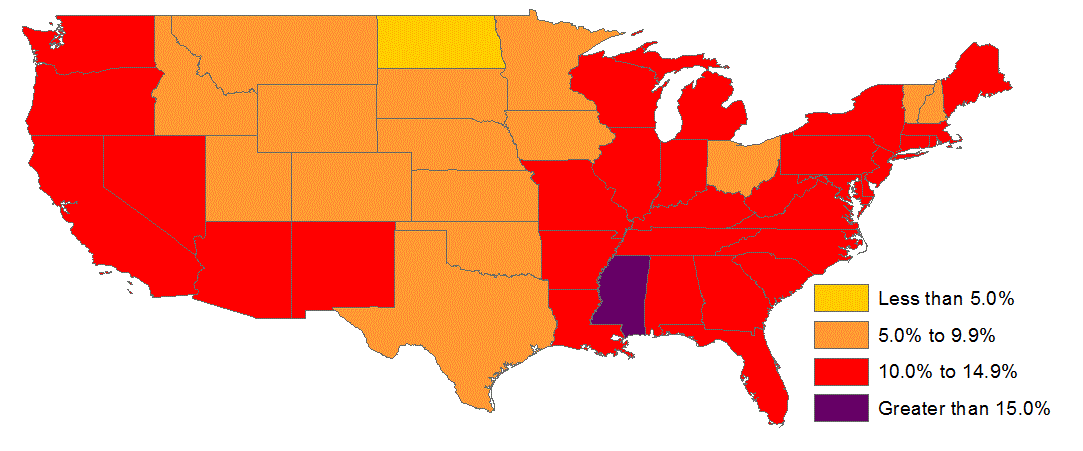 Less than 5.0%
5.0% to 9.9%
10.0% to 14.9%
Greater than 15.0%